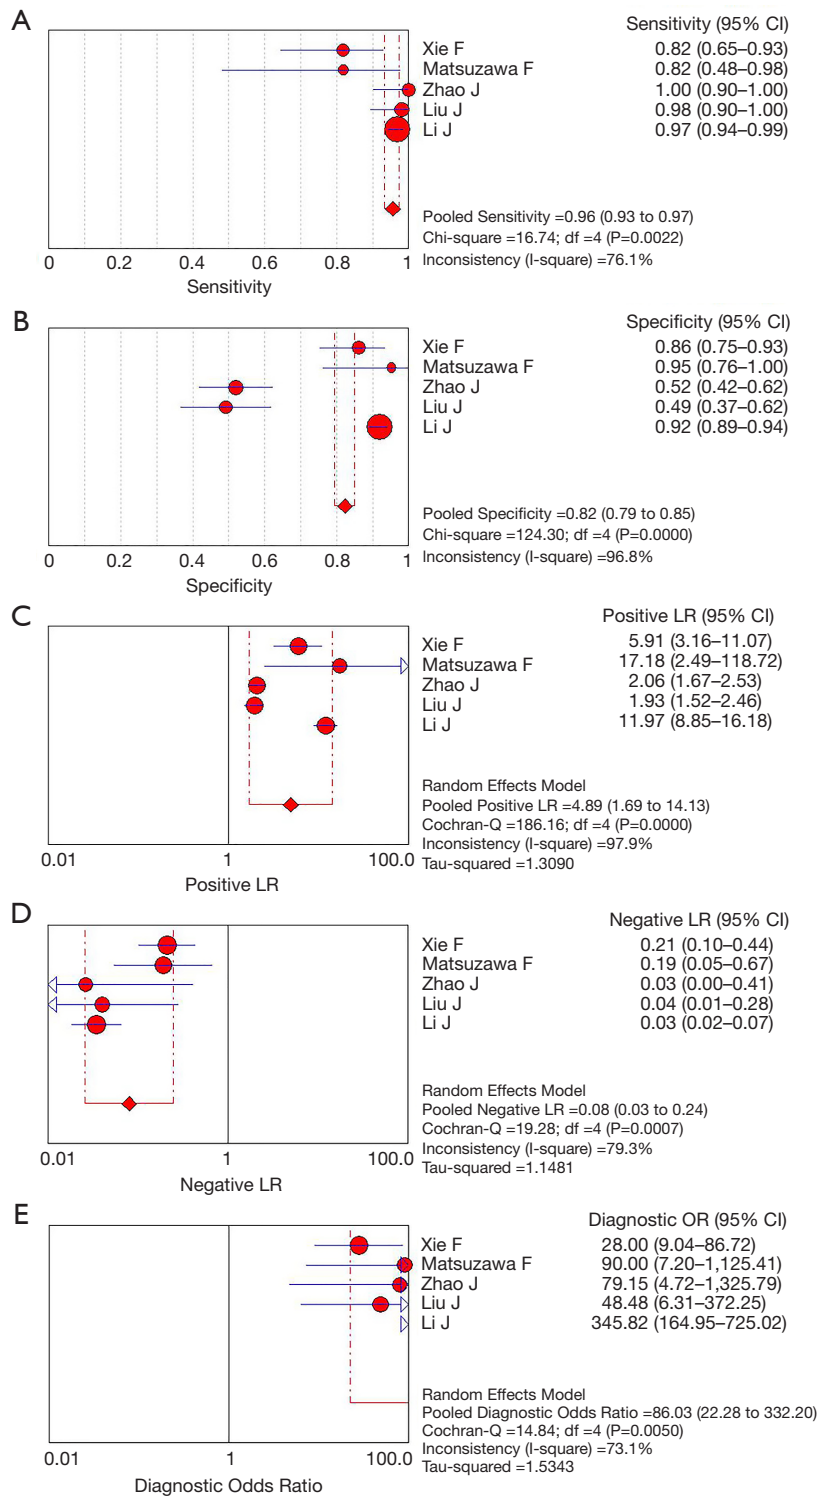 A
Sensitivity (95% CI)
Xie F 0.82 (0.65–0.93)
Matsuzawa F 0.82 (0.48–0.98)
Zhao J 1.00 (0.90–1.00)
Liu J 0.98 (0.90–1.00)
Li J 0.97 (0.94–0.99)
Pooled Sensitivity =0.96 (0.93 to 0.97)
Chi-square =16.74; df =4 (P=0.0022)
Inconsistency (I-square) =76.1%
0 0.2 0.4 0.6 0.8 1
Sensitivity
B
Specificity (95% CI)
Xie F 0.86 (0.75–0.93)
Matsuzawa F 0.95 (0.76–1.00)
Zhao J 0.52 (0.42–0.62)
Liu J 0.49 (0.37–0.62)
Li J 0.92 (0.89–0.94)
Pooled Specificity =0.82 (0.79 to 0.85)
Chi-square =124.30; df =4 (P=0.0000)
Inconsistency (I-square) =96.8%
0 0.2 0.4 0.6 0.8 1
Specificity
C
Positive LR (95% CI)
Xie F 5.91 (3.16–11.07)
Matsuzawa F 17.18 (2.49–118.72)
Zhao J 2.06 (1.67–2.53)
Liu J 1.93 (1.52–2.46)
Li J 11.97 (8.85–16.18)
Random Effects Model
Pooled Positive LR =4.89 (1.69 to 14.13)
Cochran-Q =186.16; df =4 (P=0.0000)
Inconsistency (I-square) =97.9%
Tau-squared =1.3090
0.01 1 100.0
Positive LR
D
Negative LR (95% CI)
Xie F 0.21 (0.10–0.44)
Matsuzawa F 0.19 (0.05–0.67)
Zhao J 0.03 (0.00–0.41)
Liu J 0.04 (0.01–0.28)
Li J 0.03 (0.02–0.07)
Random Effects Model
Pooled Negative LR =0.08 (0.03 to 0.24)
Cochran-Q =19.28; df =4 (P=0.0007)
Inconsistency (I-square) =79.3%
Tau-squared =1.1481
0.01 1 100.0
Negative LR
E
Diagnostic OR (95% CI)
Xie F 28.00 (9.04–86.72)
Matsuzawa F 90.00 (7.20–1,125.41)
Zhao J 79.15 (4.72–1,325.79)
Liu J 48.48 (6.31–372.25)
Li J 345.82 (164.95–725.02)
Random Effects Model
Pooled Diagnostic Odds Ratio =86.03 (22.28 to 332.20)
Cochran-Q =14.84; df =4 (P=0.0050)
Inconsistency (I-square) =73.1%
Tau-squared =1.5343
0.01 1 100.0
Diagnostic Odds Ratio